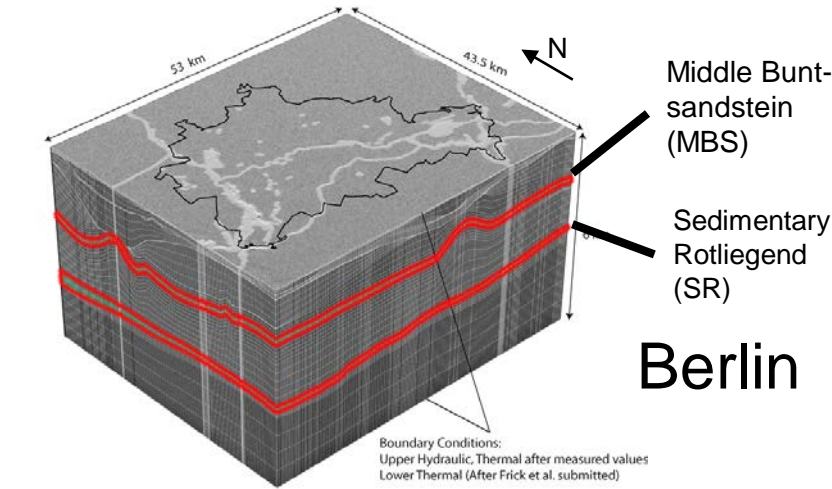 53 km
43.5 km
N
Middle Bunt-
sandstein
(MBS)
Sedimentary
Rotliegend
(SR)
Berlin
Boundary Conditions:
Upper Hydraulic, Thermal after measured values
Lower Thermal (After Frick et al. submitted)